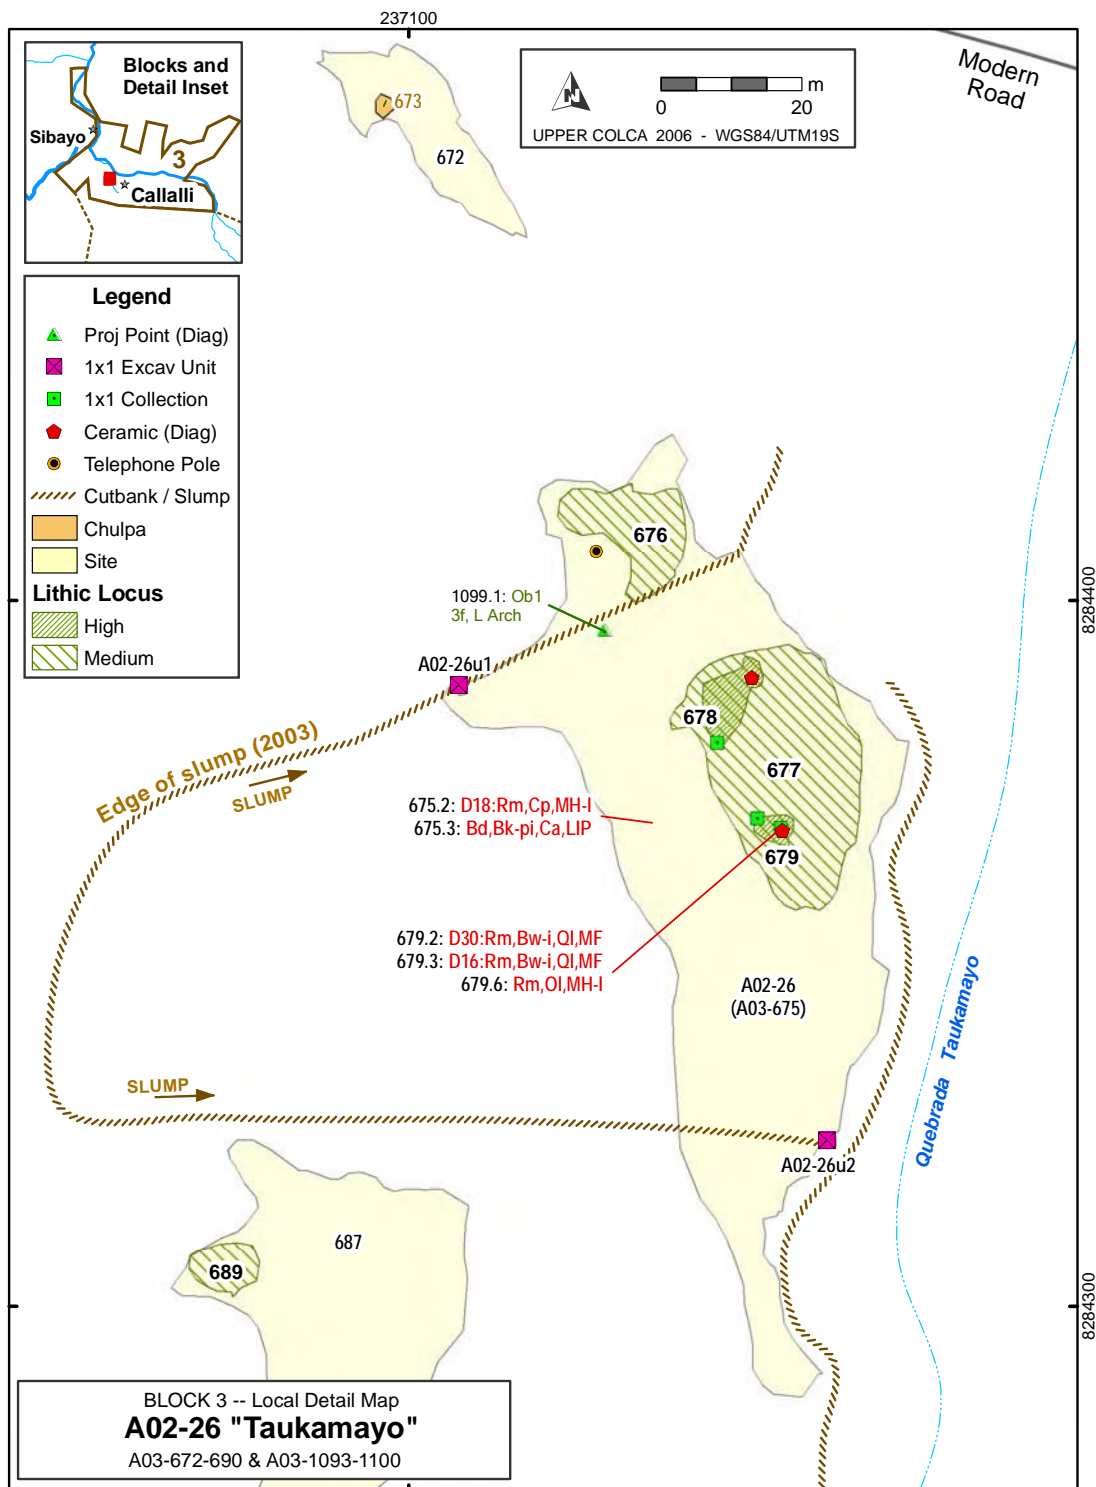 237100
Blocks and
Detail Inset
Sibayo
3
Callalli
673
672
m
0 20
UPPER COLCA 2006 - WGS84/UTM19S
Modern
Road
Legend
Proj Point (Diag)
1x1 Excav Unit
1x1 Collection
Ceramic (Diag)
Telephone Pole
Cutbank / Slump
Chulpa
Site
Lithic Locus
High
Medium
676
1099.1: Ob1
3f, L Arch
8284400
A02-26u1
678
677
Edge of slump (2003)
SLUMP
675.2: D18:Rm,Cp,MH-I
675.3: Bd,Bk-pi,Ca,LIP
679
679.2: D30:Rm,Bw-i,Ql,MF
679.3: D16:Rm,Bw-i,Ql,MF
679.6: Rm,Ol,MH-I
A02-26
(A03-675)
Quebrada Taukamayo
SLUMP
A02-26u2
687
689
8284300
BLOCK 3 -- Local Detail Map
A02-26 "Taukamayo"
A03-672-690 & A03-1093-1100